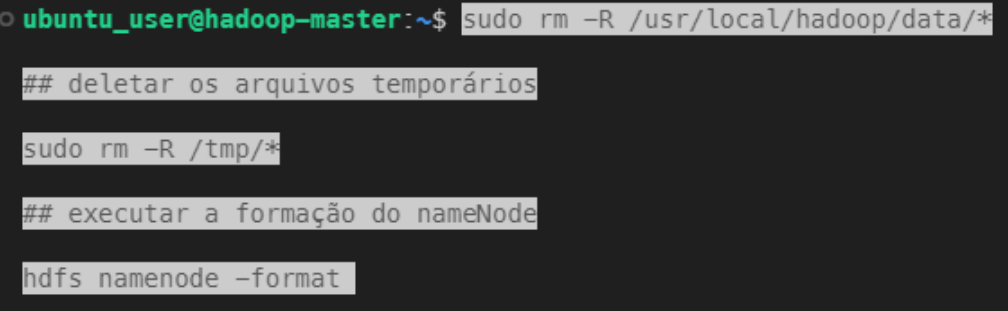 ubuntu_user@hadoop-master:~$ sudo rm -R /usr/local/hadoop/data/*
## deletar os arquivos temporários
sudo rm -R /tmp/*
## executar a formação do nameNode
hdfs namenode -format